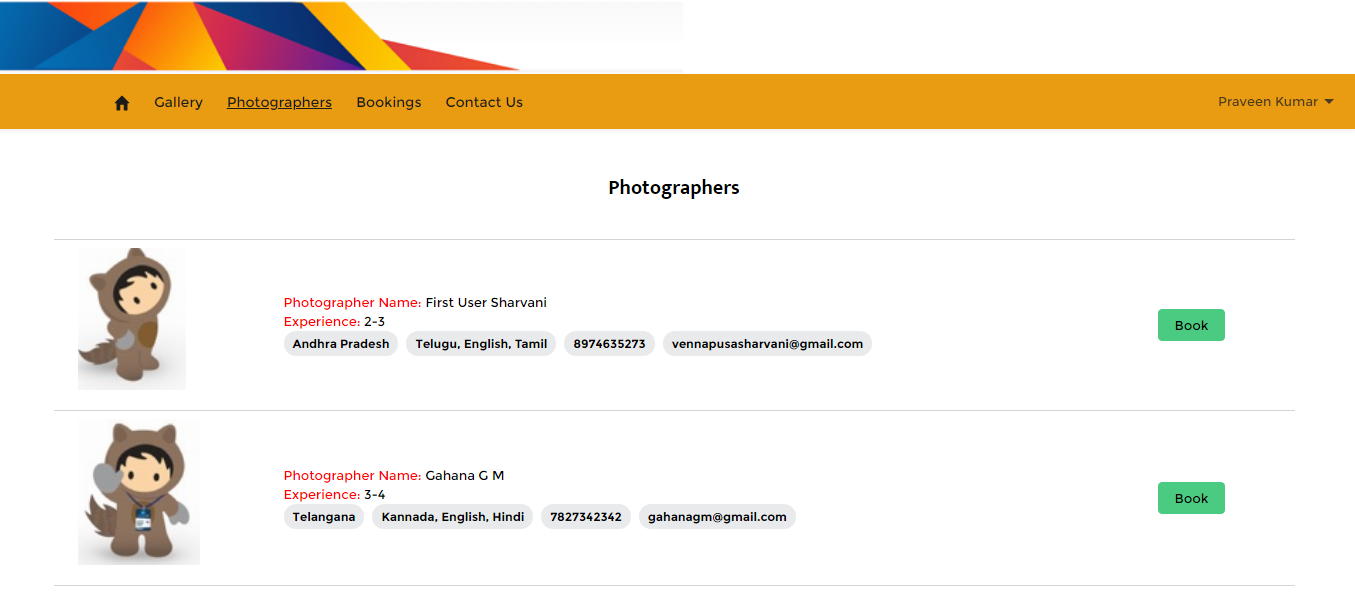 Gallery Photographers Bookings Contact Us Praveen Kumar
Photographers
Photographer Name: First User Sharvani
Experience: 2-3
Andhra Pradesh Telugu, English, Tamil 8974635273 vennapusasharvani@gmail.com
Book
Photographer Name: Gahana G M
Experience: 3-4
Telangana Kannada, English, Hindi 7827342342 gahanagm@gmail.com
Book